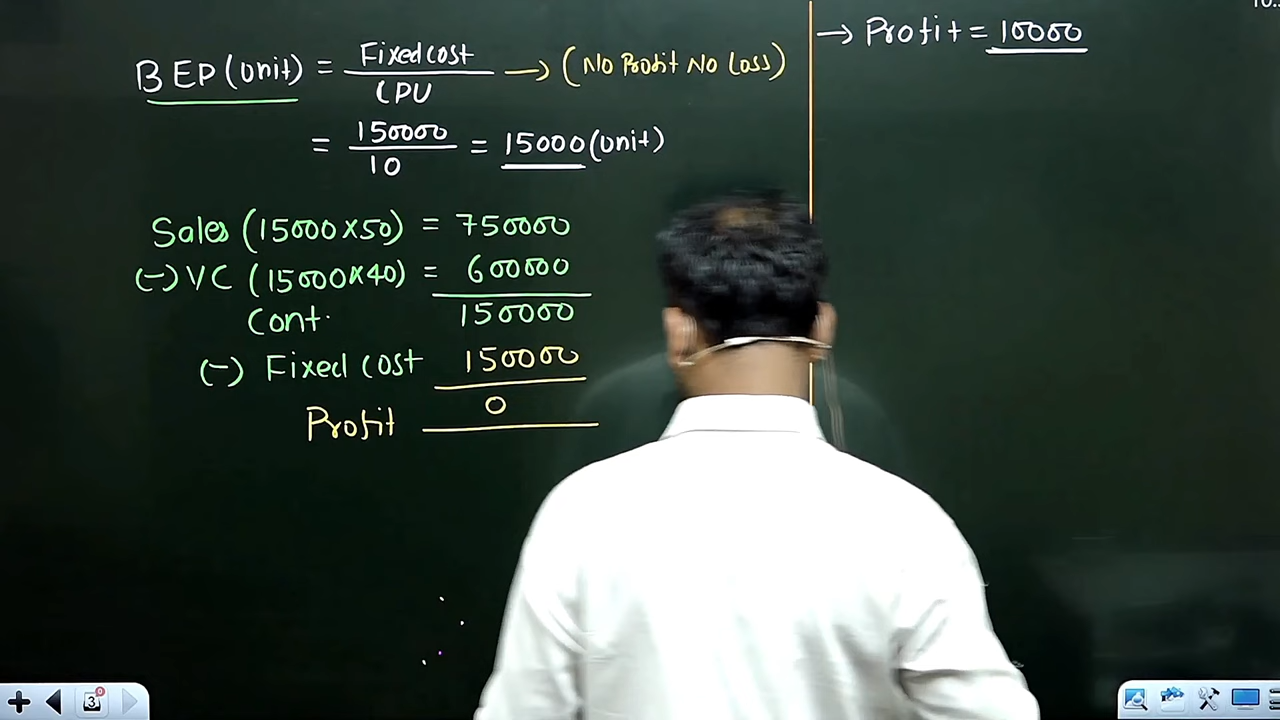 BEP (Unit) = Fixed cost / CPU → (No Profit No Loss)
= 150000 / 10 = 15000 (Unit)
Sales (15000×50) = 750000
(-) VC (15000×40) = 600000
Cont. 150000
(-) Fixed cost 150000
Profit 0
→ Profit = 10000
3